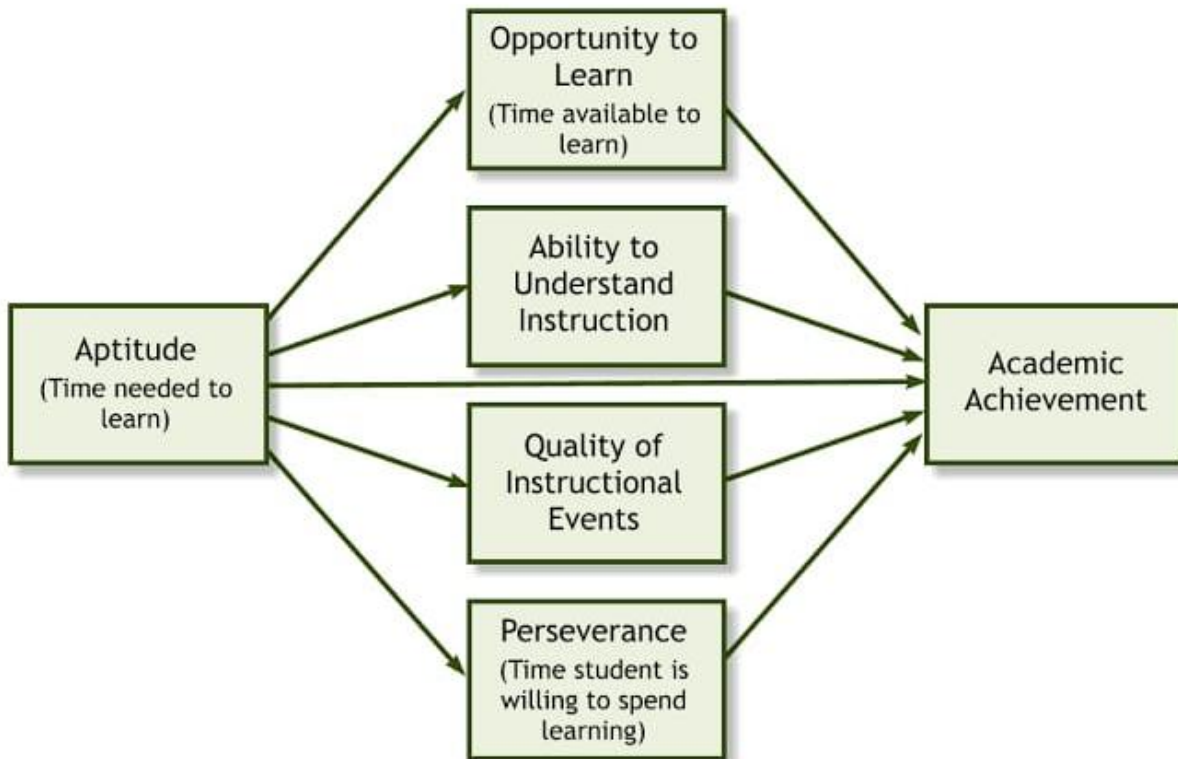 Opportunity to
Learn
(Time available to
learn)
Ability to
Understand
Instruction
Aptitude
(Time needed to
learn)
Academic
Achievement
Quality of
Instructional
Events
Perseverance
(Time student is
willing to spend
learning)